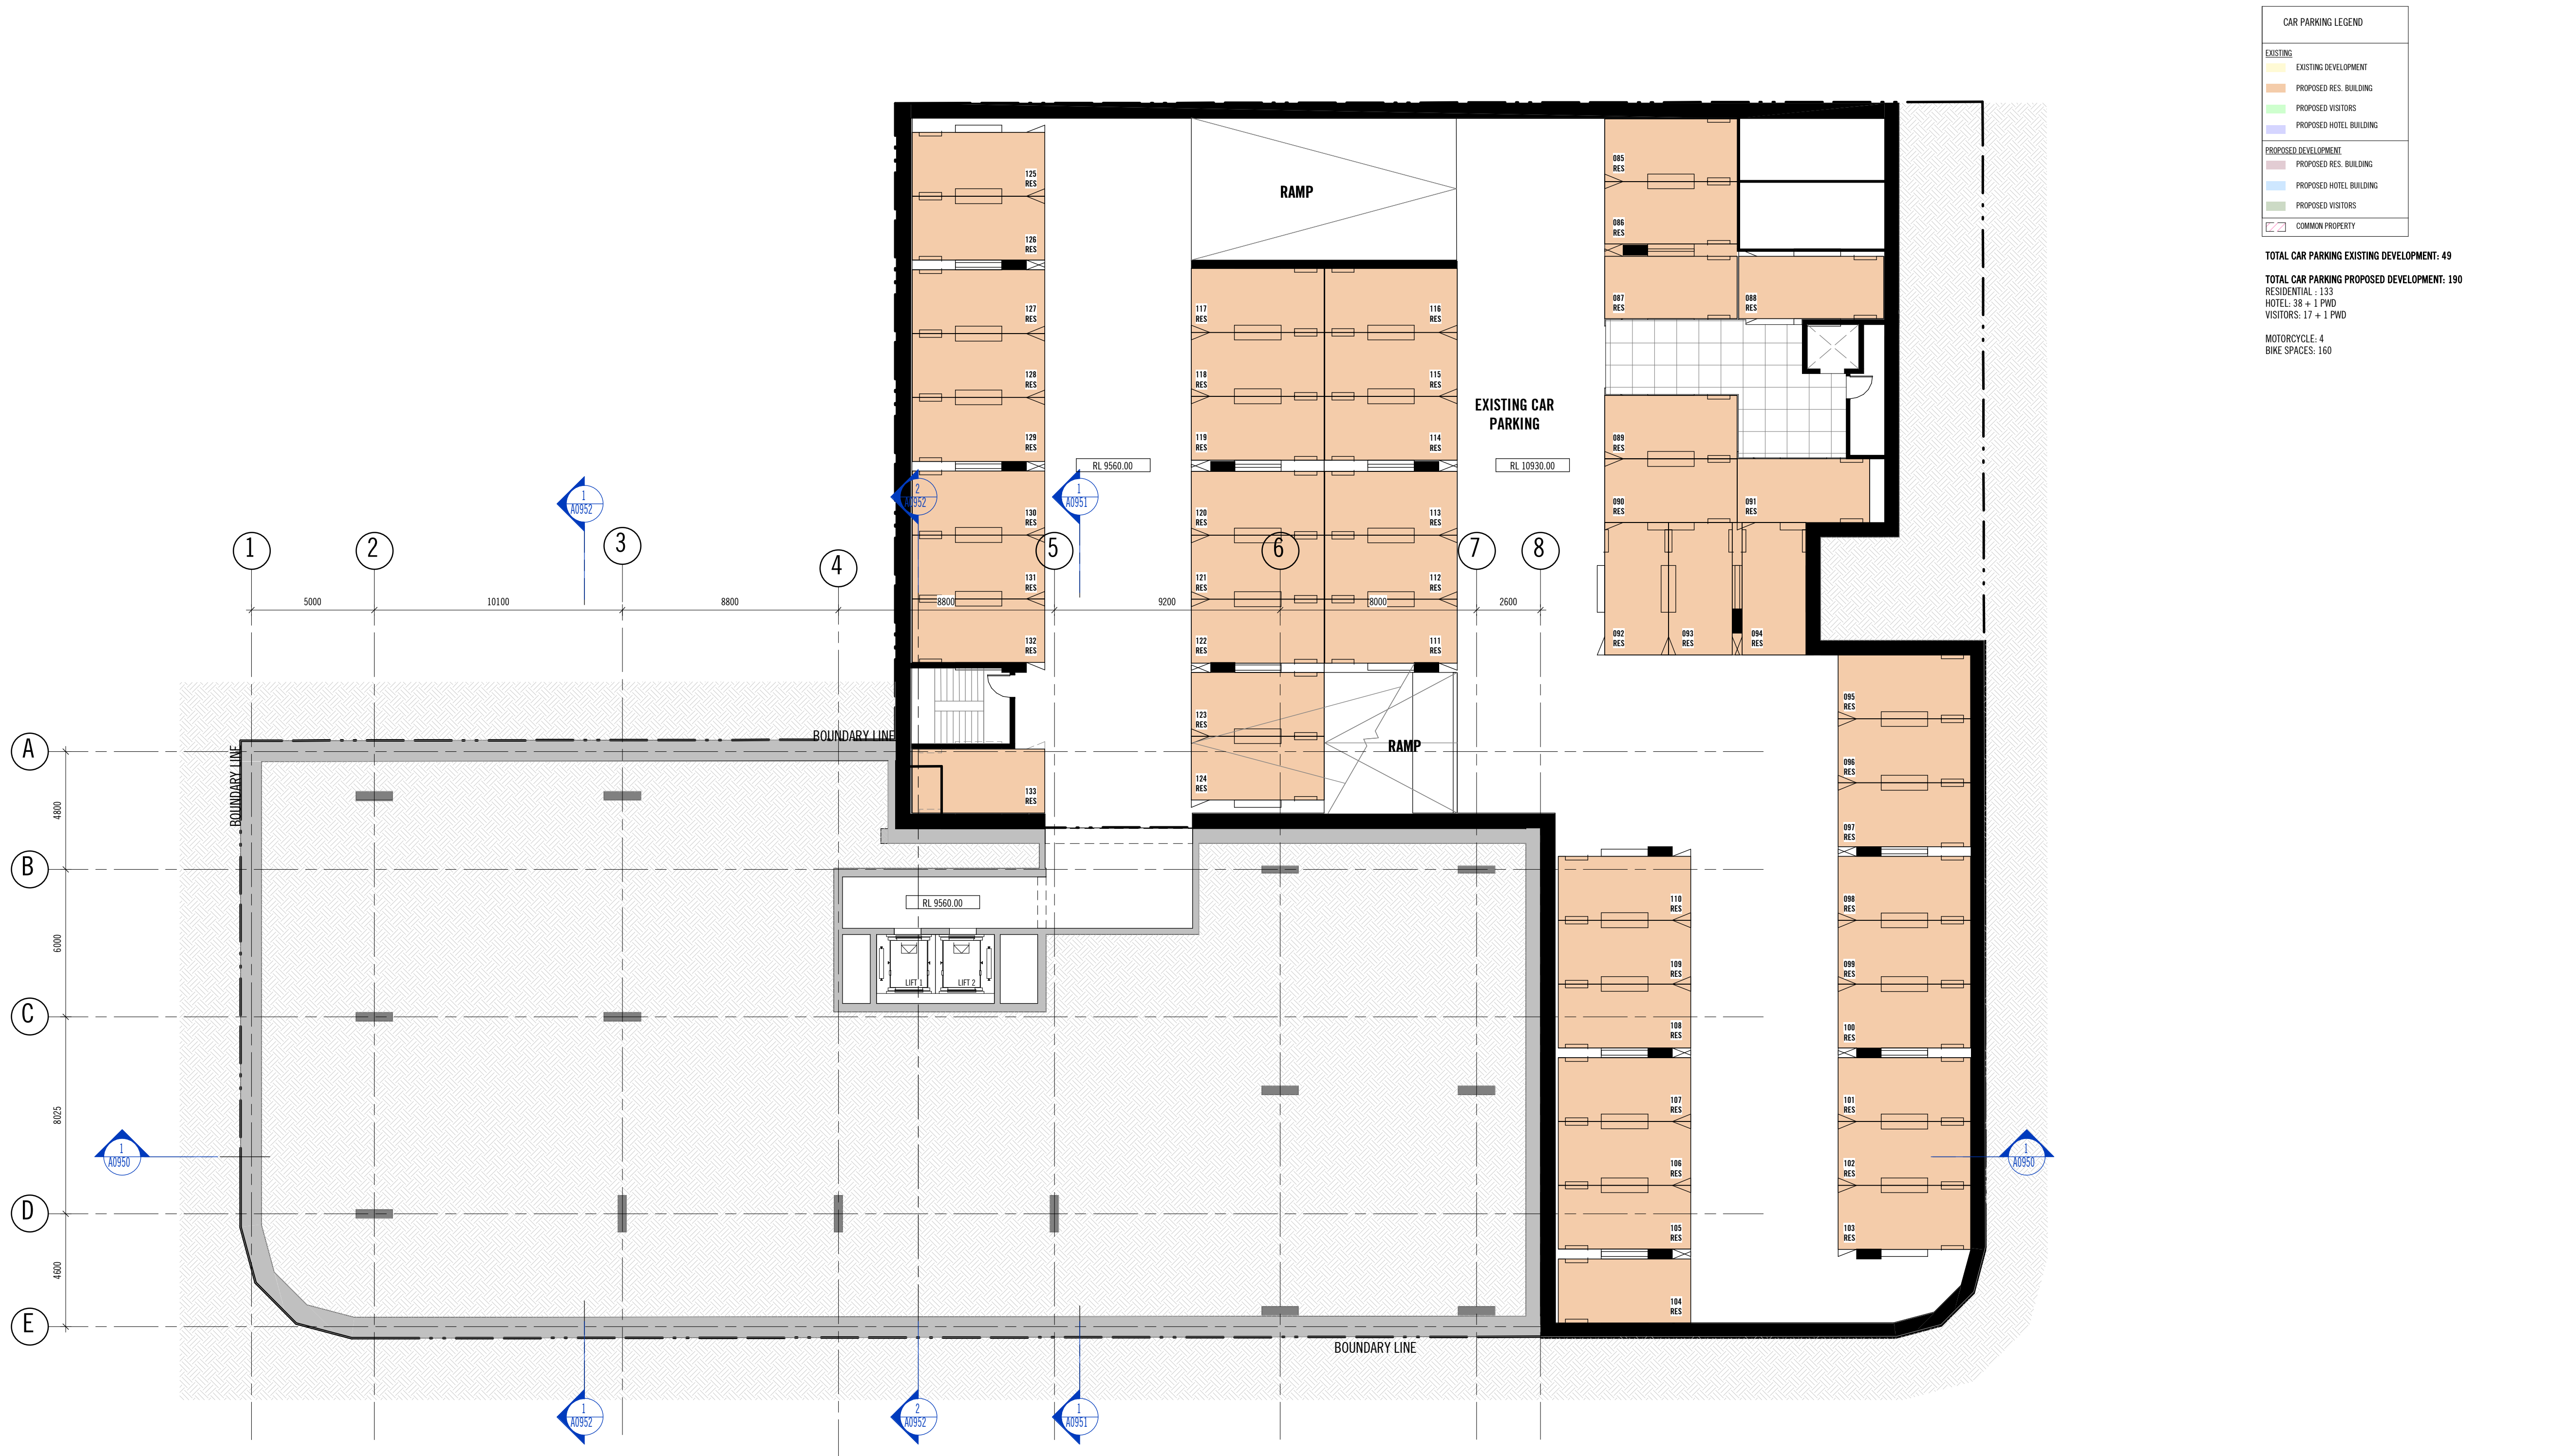 CAR PARKING LEGEND
EXISTING
EXISTING DEVELOPMENT
PROPOSED RES. BUILDING
PROPOSED VISITORS
PROPOSED HOTEL BUILDING
PROPOSED DEVELOPMENT
PROPOSED RES. BUILDING
PROPOSED HOTEL BUILDING
PROPOSED VISITORS
COMMON PROPERTY
TOTAL CAR PARKING EXISTING DEVELOPMENT: 49
TOTAL CAR PARKING PROPOSED DEVELOPMENT: 190
RESIDENTIAL : 133
HOTEL: 38 + 1 PWD
VISITORS: 17 + 1 PWD
MOTORCYCLE: 4
BIKE SPACES: 160
125
RES
126
RES
127
RES
128
RES
129
RES
130
RES
131
RES
132
RES
133
RES
RAMP
117
RES
118
RES
119
RES
120
RES
121
RES
122
RES
123
RES
124
RES
116
RES
115
RES
114
RES
113
RES
112
RES
111
RES
RAMP
EXISTING CAR
PARKING
RL 9560.00
RL 10930.00
085
RES
086
RES
087
RES
088
RES
089
RES
090
RES
091
RES
092
RES
093
RES
094
RES
095
RES
096
RES
097
RES
098
RES
099
RES
100
RES
101
RES
102
RES
103
RES
110
RES
109
RES
108
RES
107
RES
106
RES
105
RES
104
RES
1
A0952
2
A0952
1
A0951
1
2
3
4
5
6
7
8
5000
10100
8800
8800
9200
8000
2600
A
B
C
D
E
4800
6000
8025
4600
BOUNDARY LINE
BOUNDARY LINE
RL 9560.00
LIFT 1
LIFT 2
1
A0950
1
A0950
BOUNDARY LINE
1
A0952
2
A0952
1
A0951